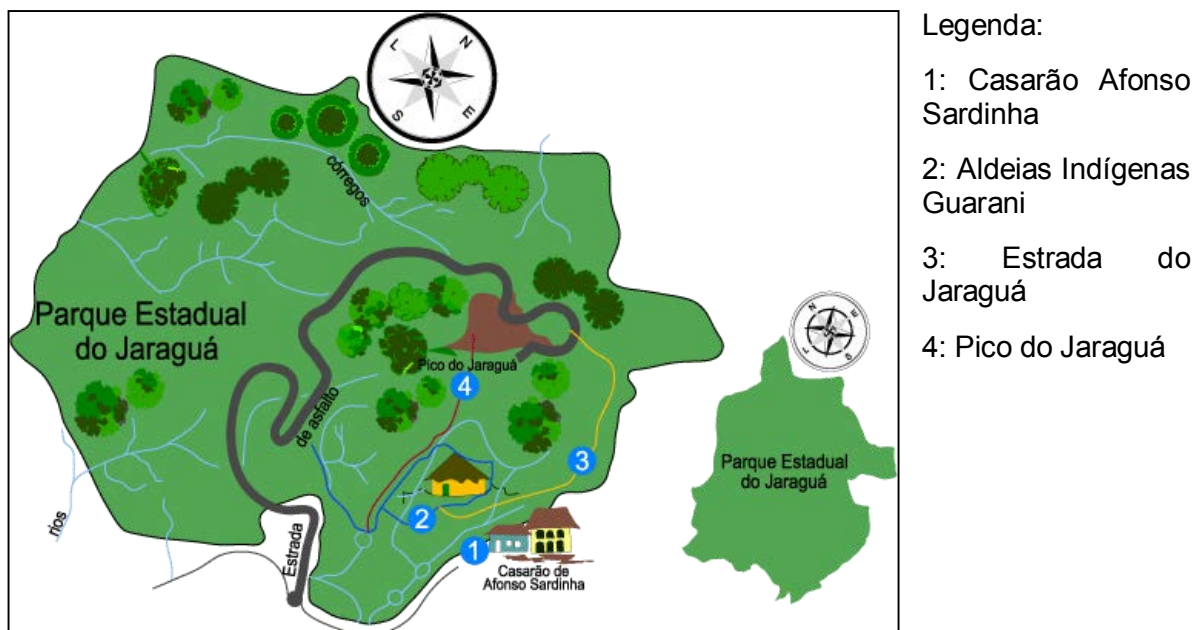 L
N
S
E
córregos
Parque Estadual
do Jaraguá
Pico do Jaraguá
4
de asfalto
3
2
rios
Estrada
1
Casarão de
Afonso Sardinha
N
E
L
S
Parque Estadual
do Jaraguá
Legenda:
1: Casarão Afonso
Sardinha
2: Aldeias Indígenas
Guarani
3: Estrada do
Jaraguá
4: Pico do Jaraguá